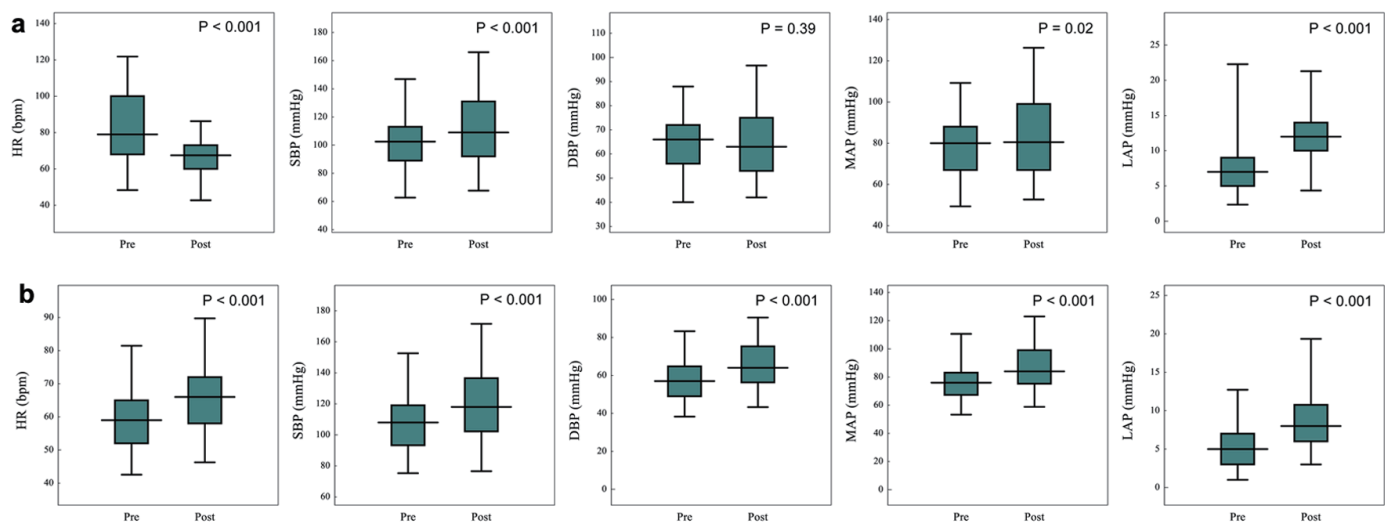 a
HR (bpm)
140
120
100
80
60
40
P < 0.001
Pre
Post
SBP (mmHg)
180
160
140
120
100
80
60
40
P < 0.001
Pre
Post
DBP (mmHg)
110
100
90
80
70
60
50
40
30
P = 0.39
Pre
Post
MAP (mmHg)
140
120
100
80
60
40
P = 0.02
Pre
Post
LAP (mmHg)
25
20
15
10
5
0
P < 0.001
Pre
Post
b
HR (bpm)
90
80
70
60
50
40
P < 0.001
Pre
Post
SBP (mmHg)
180
160
140
120
100
80
60
P < 0.001
Pre
Post
DBP (mmHg)
100
80
60
40
20
0
P < 0.001
Pre
Post
MAP (mmHg)
140
120
100
80
60
40
20
0
P < 0.001
Pre
Post
LAP (mmHg)
25
20
15
10
5
0
P < 0.001
Pre
Post